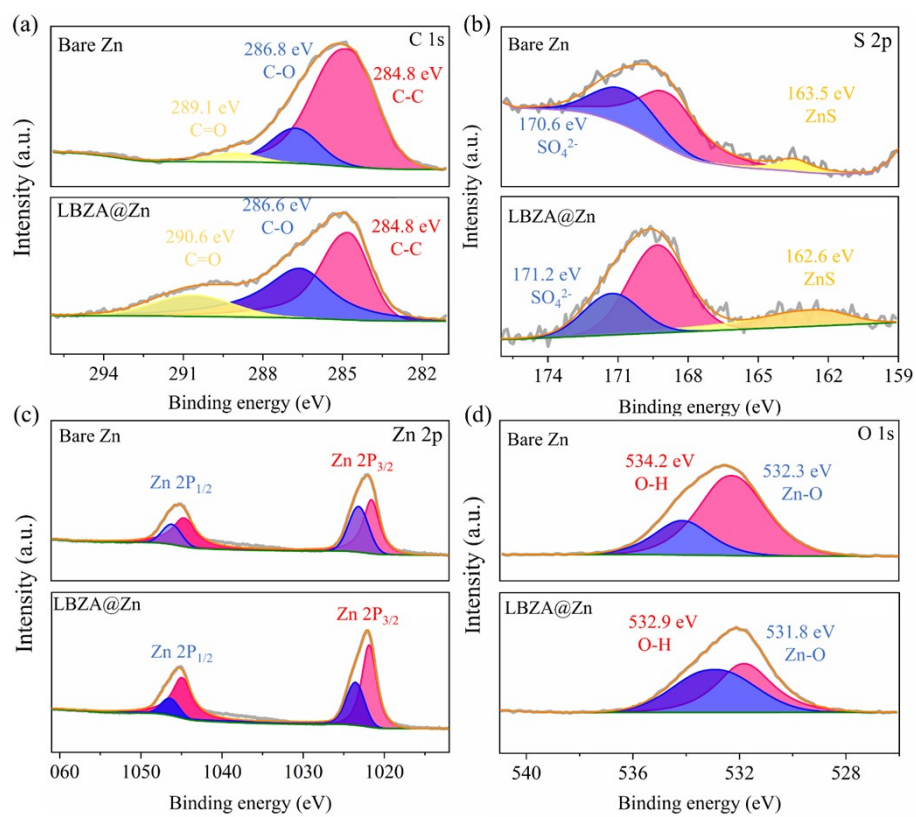 (a)
Bare Zn
C 1s
286.8 eV
C-O
284.8 eV
C-C
289.1 eV
C=O
LBZA@Zn
286.6 eV
C-O
284.8 eV
C-C
290.6 eV
C=O
Intensity (a.u.)
294 291 288 285 282
Binding energy (eV)
(b)
Bare Zn
S 2p
163.5 eV
ZnS
170.6 eV
SO₄²⁻
LBZA@Zn
171.2 eV
SO₄²⁻
162.6 eV
ZnS
Intensity (a.u.)
174 171 168 165 162 159
Binding energy (eV)
(c)
Bare Zn
Zn 2p
Zn 2P₁/₂
Zn 2P₃/₂
LBZA@Zn
Zn 2P₁/₂
Zn 2P₃/₂
Intensity (a.u.)
060 1050 1040 1030 1020
Binding energy (eV)
(d)
Bare Zn
O 1s
534.2 eV
O-H
532.3 eV
Zn-O
LBZA@Zn
532.9 eV
O-H
531.8 eV
Zn-O
Intensity (a.u.)
540 536 532 528
Binding energy (eV)